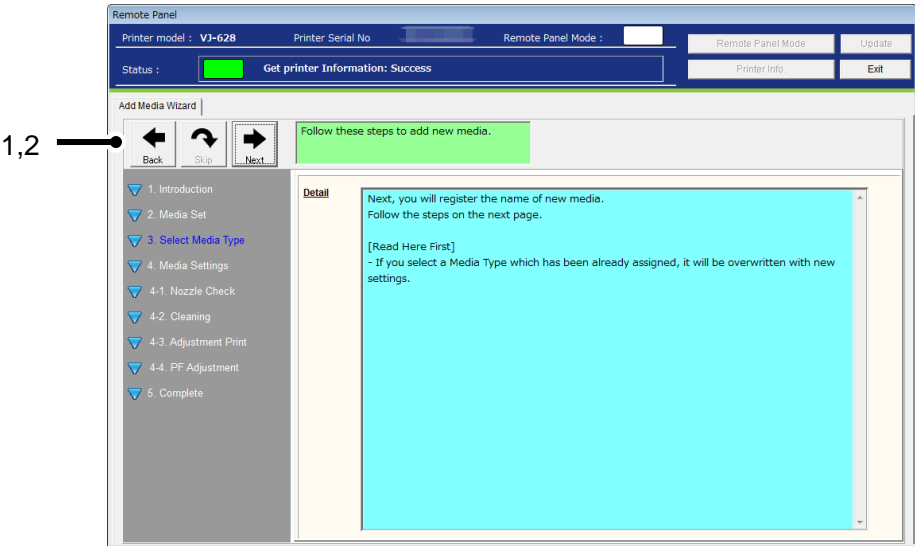 Remote Panel
Printer model : VJ-628 Printer Serial No Remote Panel Mode :
Remote Panel Mode Update
Status : Get printer Information: Success
Printer Info. Exit
Add Media Wizard
1,2
Back Skip Next
Follow these steps to add new media.
1. Introduction
2. Media Set
3. Select Media Type
4. Media Settings
4-1. Nozzle Check
4-2. Cleaning
4-3. Adjustment Print
4-4. PF Adjustment
5. Complete
Detail
Next, you will register the name of new media.
Follow the steps on the next page.
[Read Here First]
- If you select a Media Type which has been already assigned, it will be overwritten with new
settings.